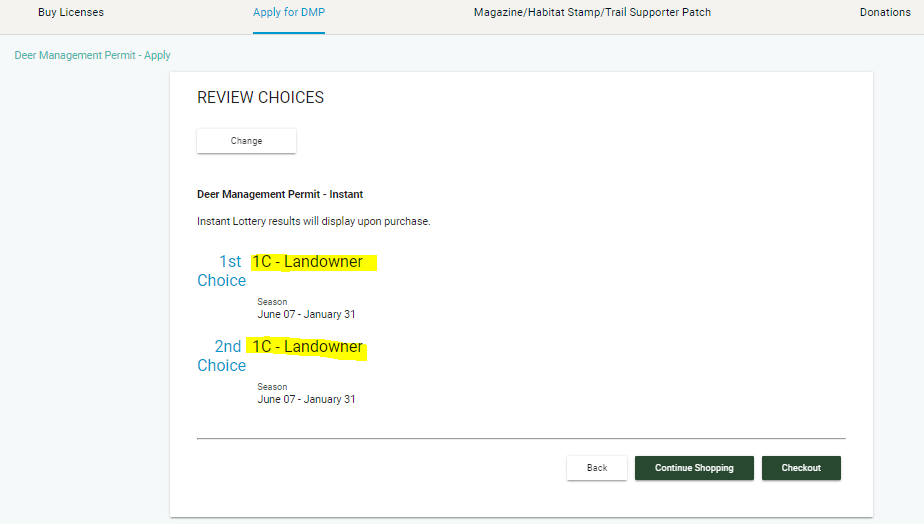 Buy Licenses Apply for DMP Magazine/Habitat Stamp/Trail Supporter Patch Donations
Deer Management Permit - Apply
REVIEW CHOICES
Change
Deer Management Permit - Instant
Instant Lottery results will display upon purchase.
1st Choice
1C - Landowner
Season
June 07 - January 31
2nd Choice
1C - Landowner
Season
June 07 - January 31
Back Continue Shopping Checkout